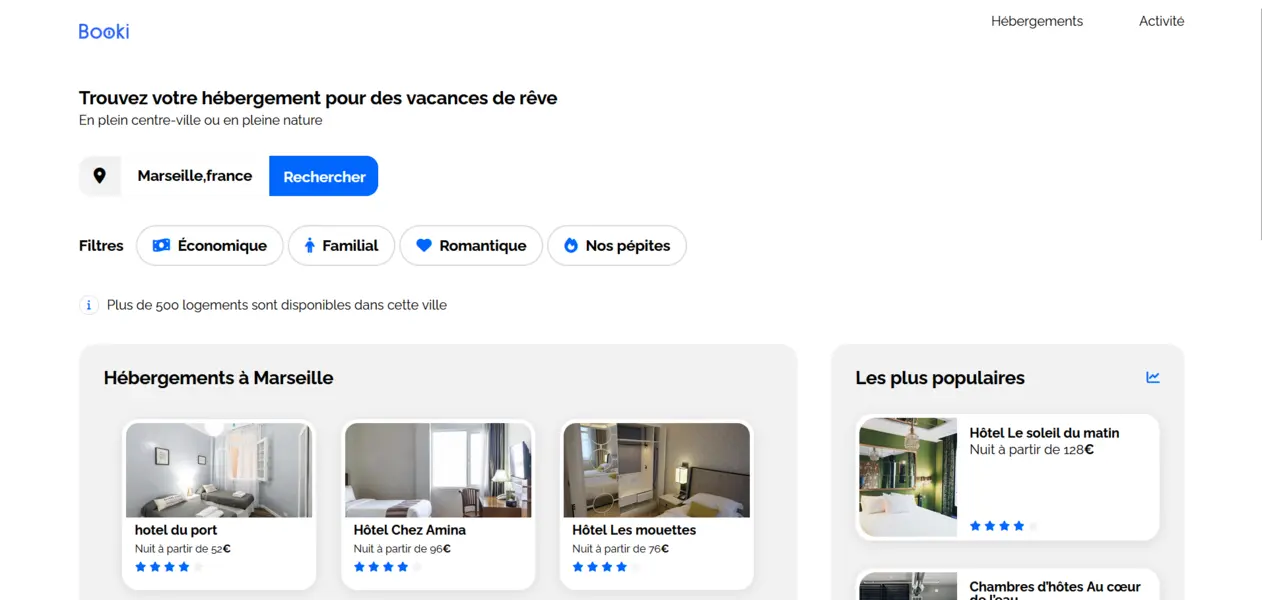 Booki
Hébergements
Activité
Trouvez votre hébergement pour des vacances de rêve
En plein centre-ville ou en pleine nature
Marseille,france
Rechercher
Filtres
Économique
Familial
Romantique
Nos pépites
Plus de 500 logements sont disponibles dans cette ville
Hébergements à Marseille
hotel du port
Nuit à partir de 52€
Hôtel Chez Amina
Nuit à partir de 96€
Hôtel Les mouettes
Nuit à partir de 76€
Les plus populaires
Hôtel Le soleil du matin
Nuit à partir de 128€
Chambres d'hôtes Au cœur
de l'eau